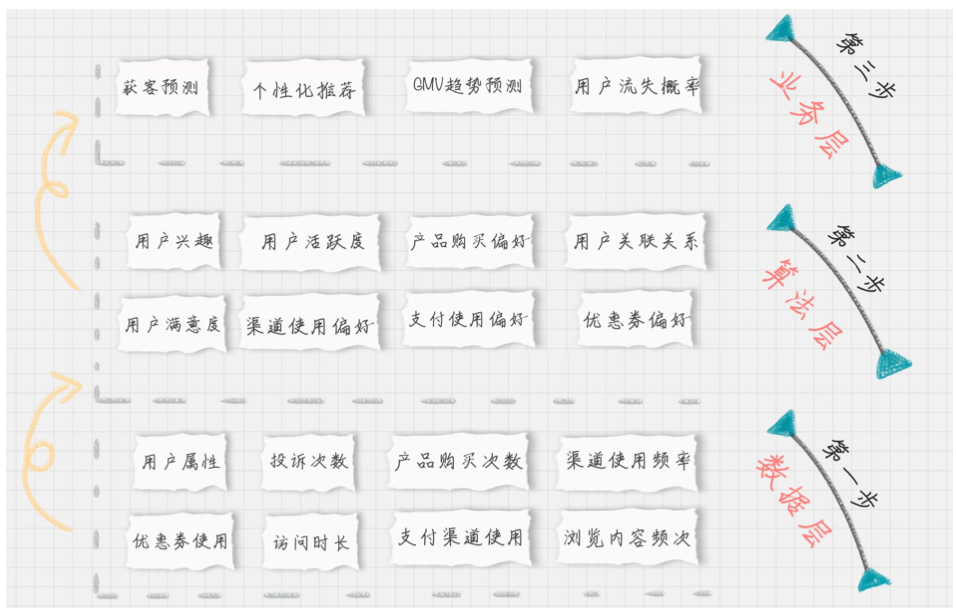 获客预测
个性化推荐
GMV趋势预测
用户流失概率
第三步
业务层
用户兴趣
用户活跃度
产品购买偏好
用户关联关系
用户满意度
渠道使用偏好
支付使用偏好
优惠券偏好
第二步
算法层
用户属性
投诉次数
产品购买次数
渠道使用频率
优惠券使用
访问时长
支付渠道使用
浏览内容频次
第一步
数据层